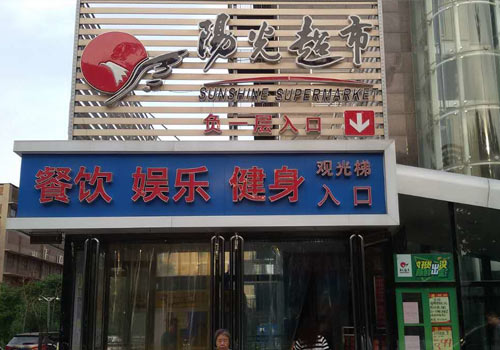 陽光超市
SUNSHINE SUPERMARKET
负一层入口
餐饮 娱乐 健身
观光梯
入口